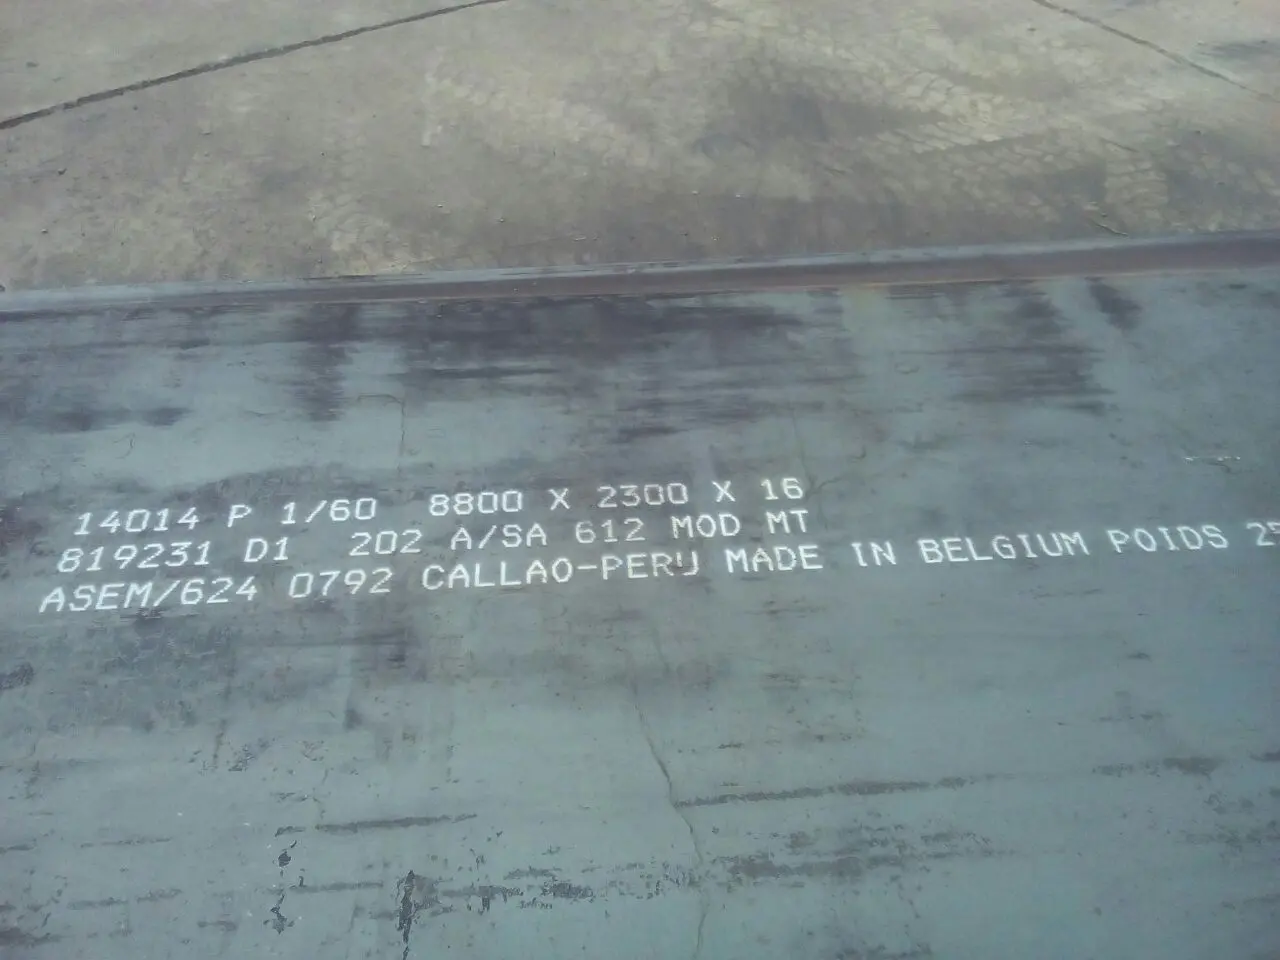 14014 P 1/60 8800 X 2300 X 16
819231 D1 202 A/SA 612 MOD MT
ASEM/624 0792 CALLAO-PERU MADE IN BELGIUM POIDS